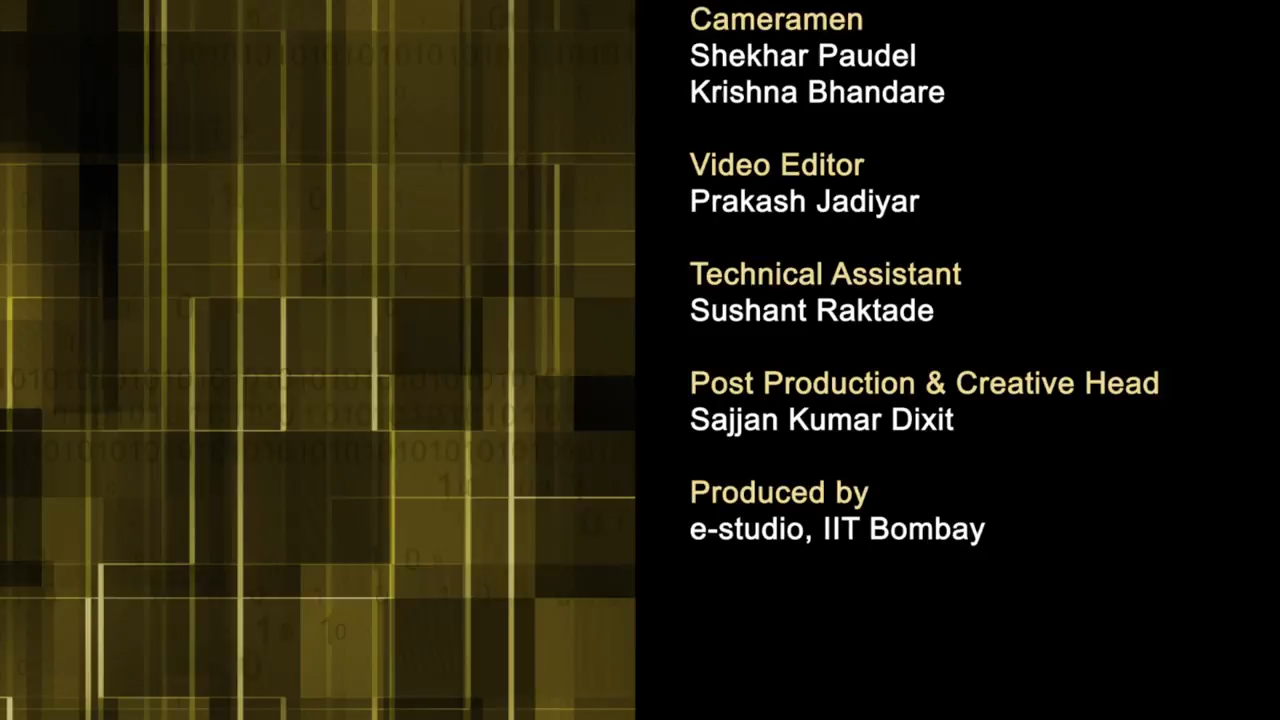 Cameramen
Shekhar Paudel
Krishna Bhandare
Video Editor
Prakash Jadiyar
Technical Assistant
Sushant Raktade
Post Production & Creative Head
Sajjan Kumar Dixit
Produced by
e-studio, IIT Bombay